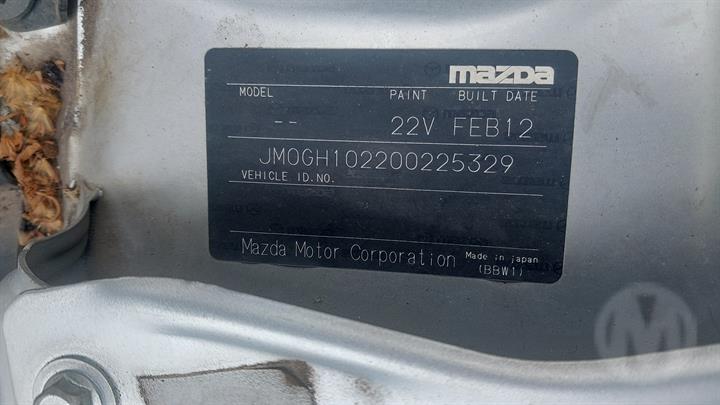 mazda
MODEL PAINT BUILT DATE
-- 22V FEB12
JM0GH102200225329
VEHICLE ID.NO.
Mazda Motor Corporation Made in japan
(BBW1)
M